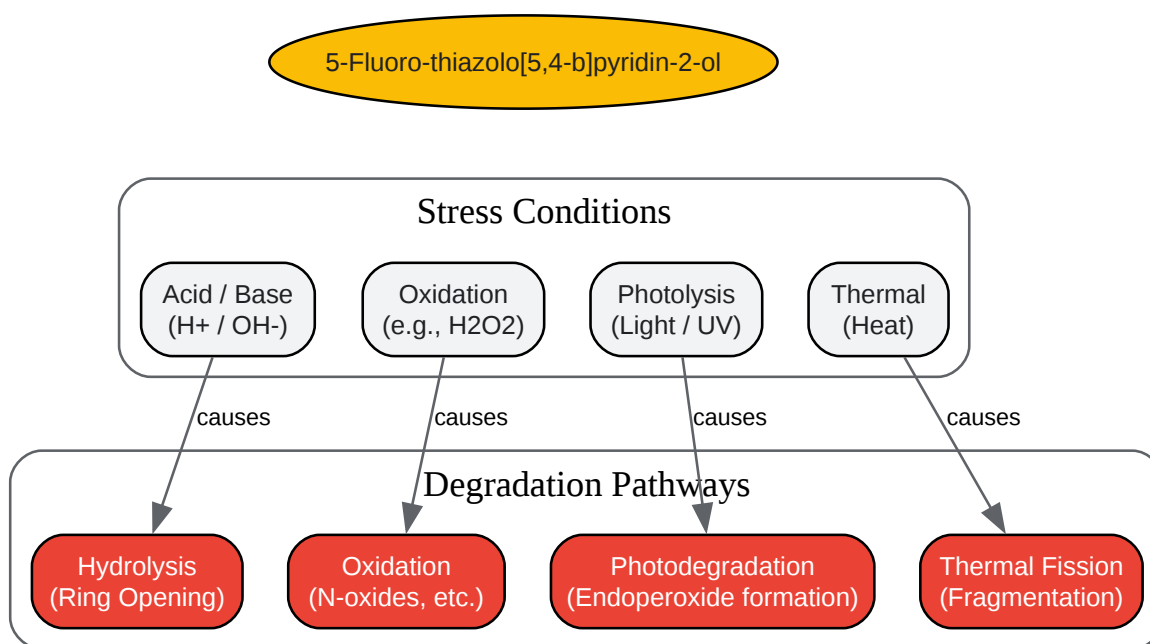 5-Fluoro-thiazolo[5,4-b]pyridin-2-ol
Stress Conditions
Acid / Base
(H+ / OH-)
Oxidation
(e.g., H2O2)
Photolysis
(Light / UV)
Thermal
(Heat)
causes
causes
causes
causes
Degradation Pathways
Hydrolysis
(Ring Opening)
Oxidation
(N-oxides, etc.)
Photodegradation
(Endoperoxide formation)
Thermal Fission
(Fragmentation)